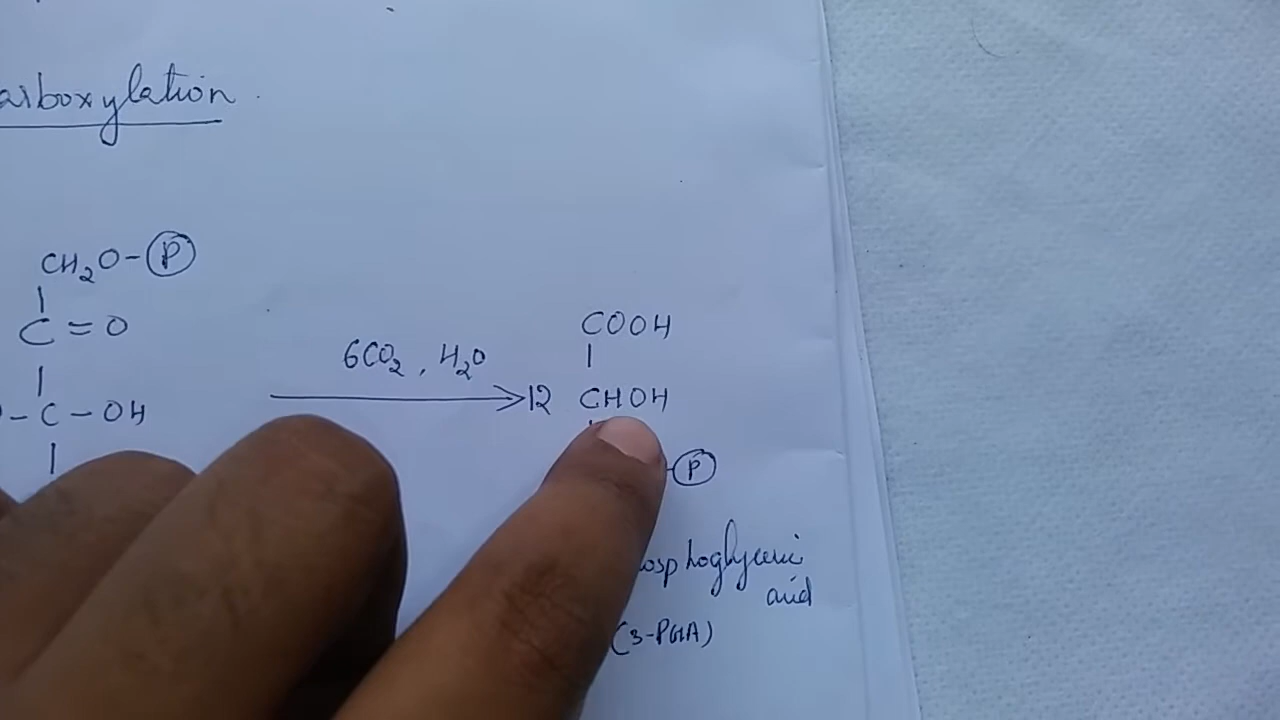 arboxylation
CH₂O-(P)
C=O
-C-OH
6CO₂, H₂O
12
COOH
CHOH
-(P)
osphoglyceric
acid
(3-PGA)